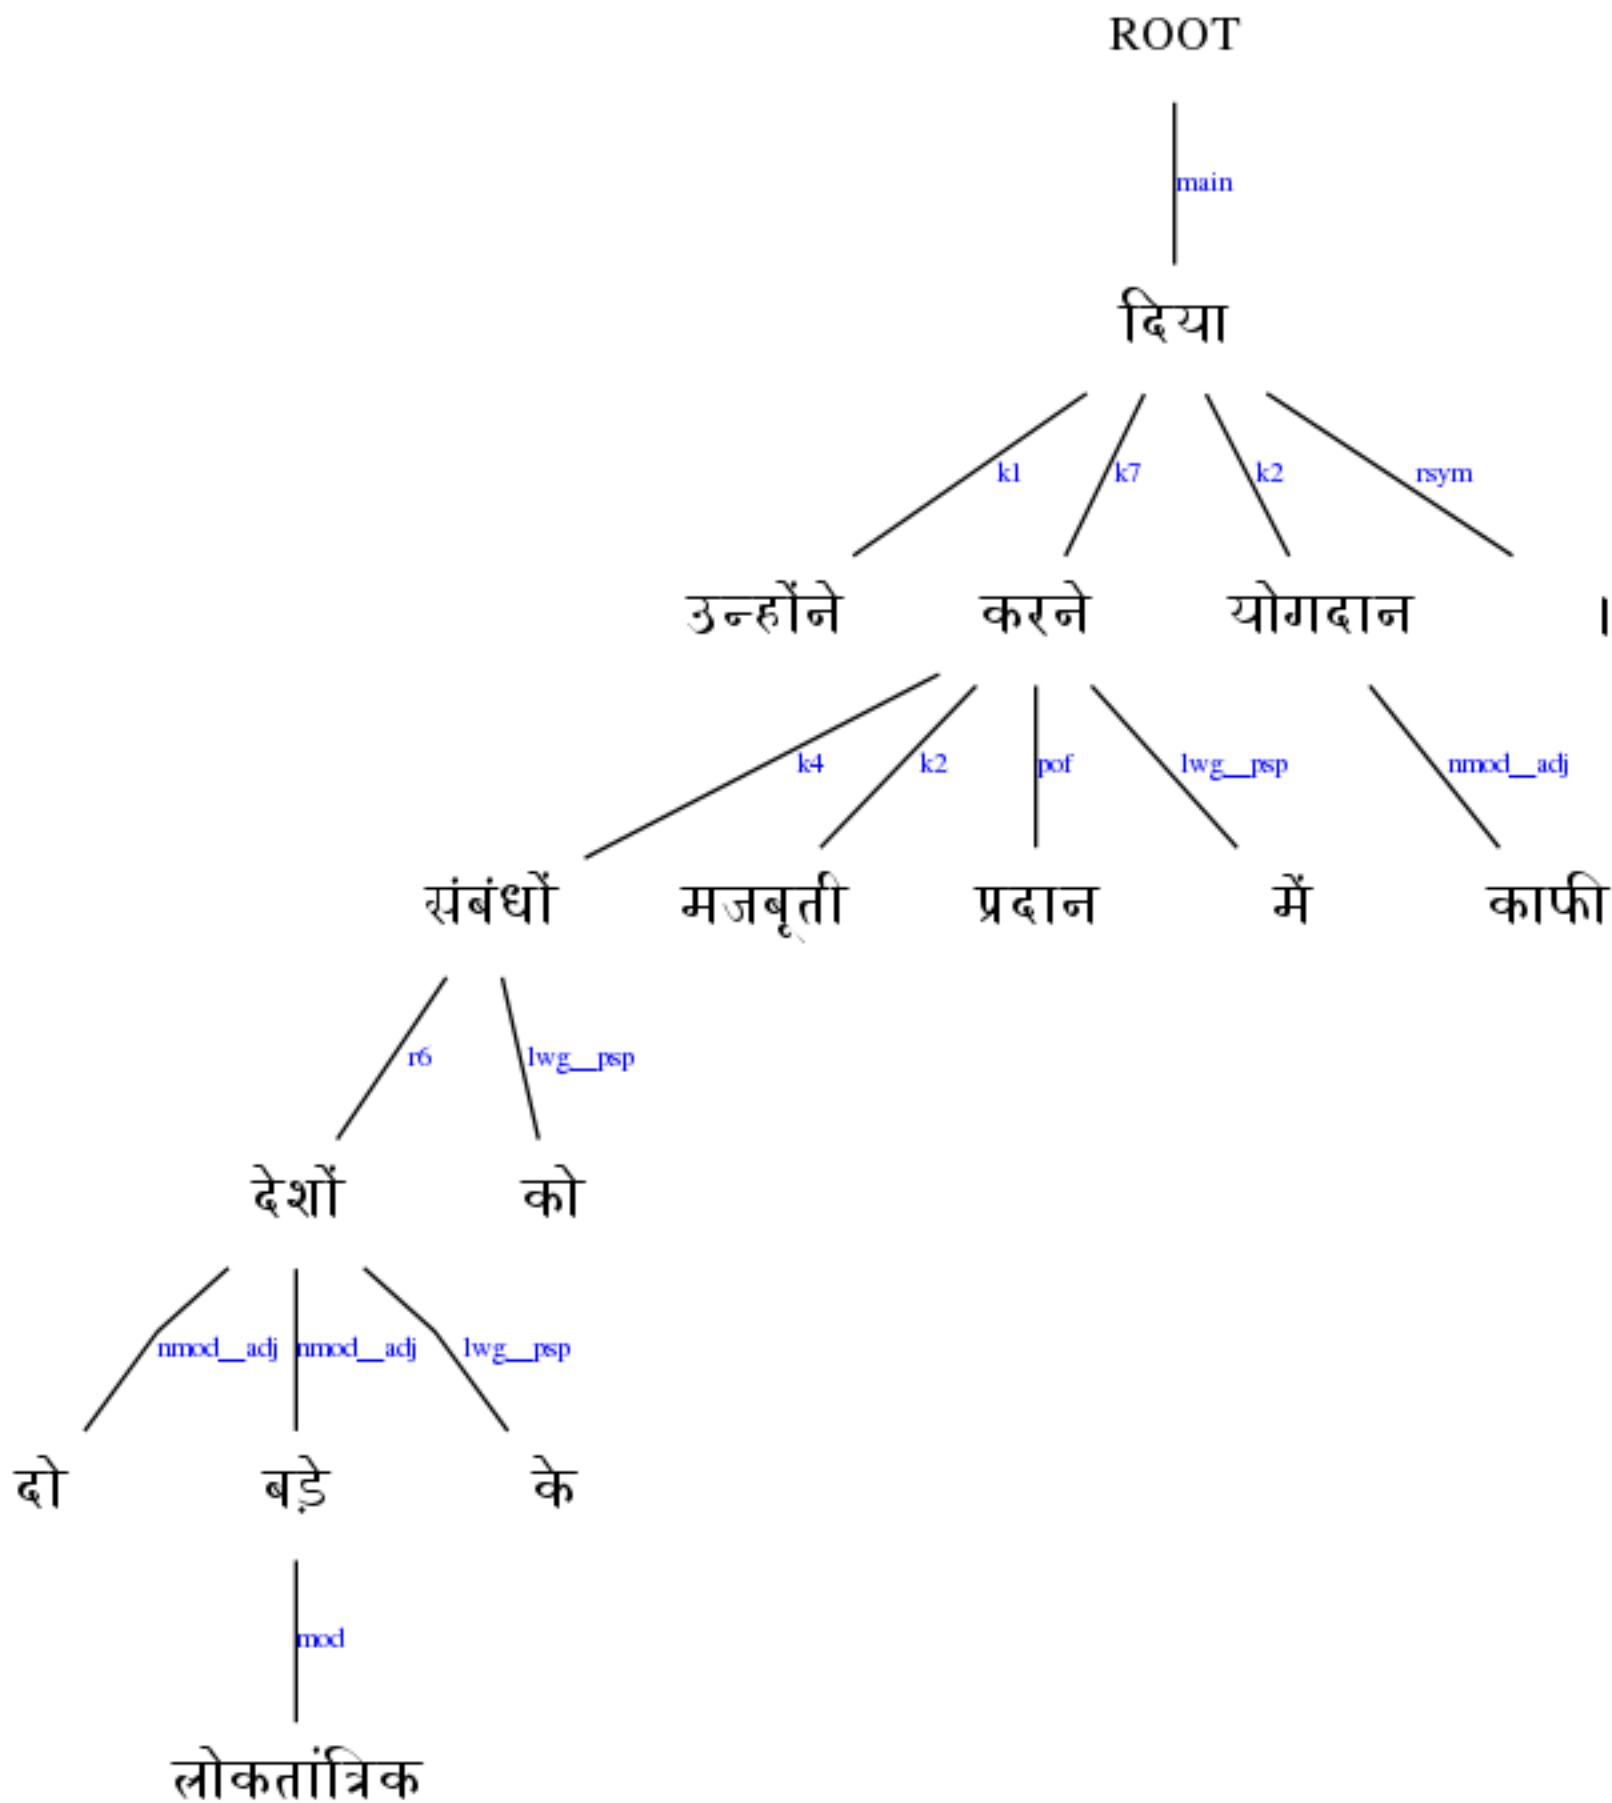 ROOT
main
दिया
k1 k7 k2 rsym
उन्होंने करने योगदान ।
k4 k2 pof lwg__psp nmod__adj
संबंधों मजबूती प्रदान में काफी
r6 lwg__psp
देशों को
nmod__adj nmod__adj lwg__psp
दो बड़े के
mod
लोकतांत्रिक